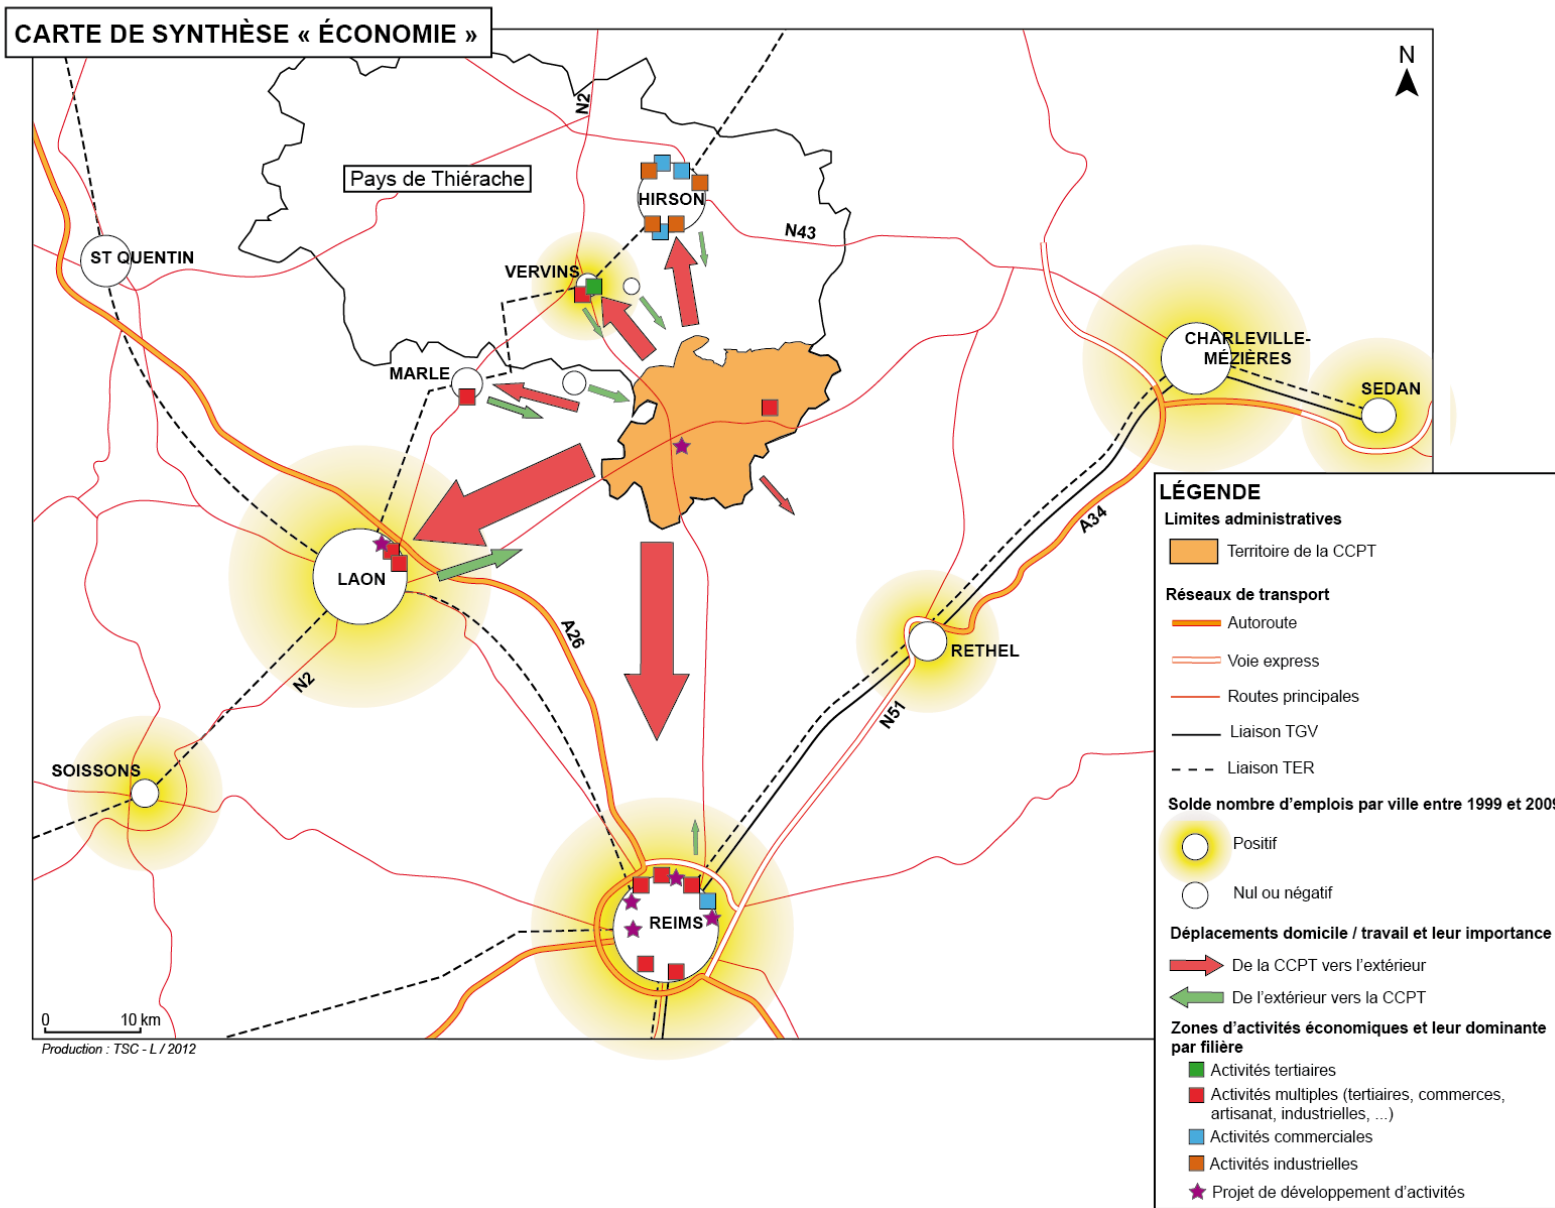 CARTE DE SYNTHÈSE « ÉCONOMIE »
N
N2
Pays de Thiérache
HIRSON
N43
ST QUENTIN
VERVINS
CHARLEVILLE-
MÉZIÈRES
MARLE
SEDAN
LAON
A34
A26
RETHEL
N2
N51
SOISSONS
REIMS
0 10 km
Production : TSC - L / 2012
LÉGENDE
Limites administratives
Territoire de la CCPT
Réseaux de transport
Autoroute
Voie express
Routes principales
Liaison TGV
Liaison TER
Solde nombre d'emplois par ville entre 1999 et 2009
Positif
Nul ou négatif
Déplacements domicile / travail et leur importance
De la CCPT vers l'extérieur
De l'extérieur vers la CCPT
Zones d'activités économiques et leur dominante
par filière
Activités tertiaires
Activités multiples (tertiaires, commerces,
artisanat, industrielles, ...)
Activités commerciales
Activités industrielles
Projet de développement d'activités